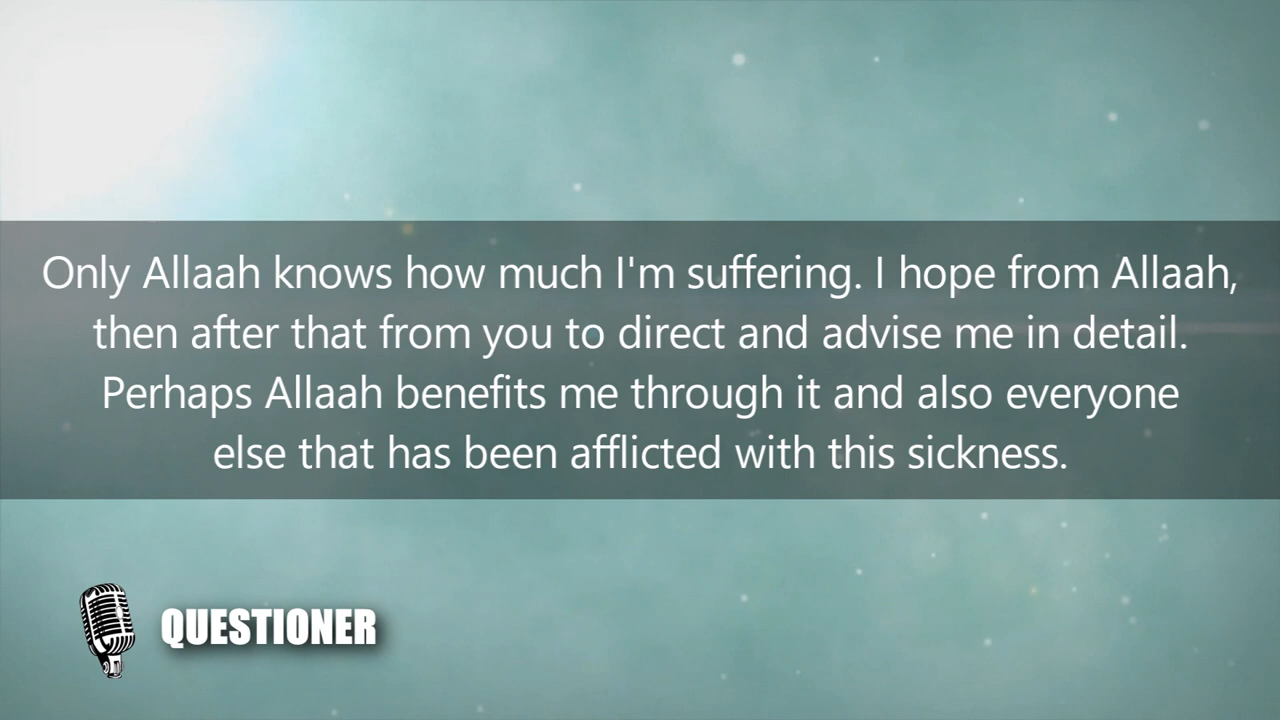 Only Allaah knows how much I'm suffering. I hope from Allaah,
then after that from you to direct and advise me in detail.
Perhaps Allaah benefits me through it and also everyone
else that has been afflicted with this sickness.
QUESTIONER